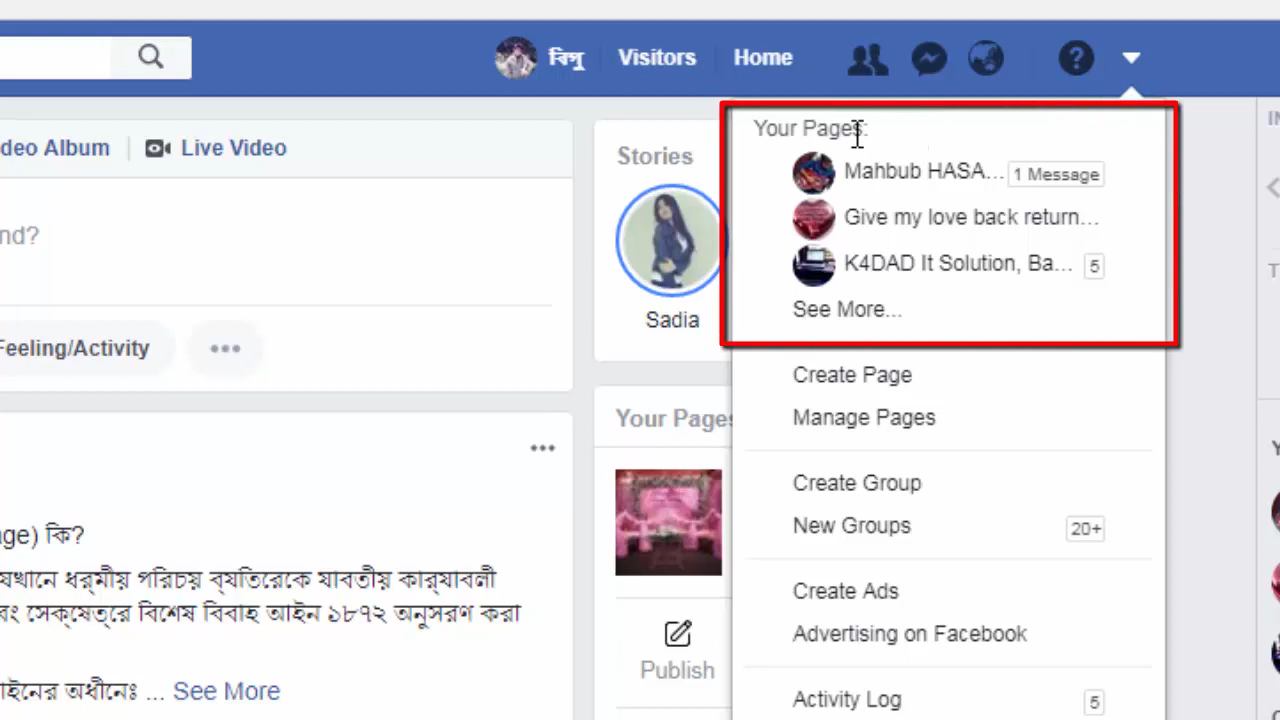 বিপু Visitors Home
deo Album Live Video
nd?
Feeling/Activity
age) কি?
যেখানে ধর্মীয় পরিচয় ব্যতিরেকে যাবতীয় কার্যাবলী
এবং সেক্ষেত্রে বিশেষ বিবাহ আইন ১৮৭২ অনুসরণ করা
আইনের অধীনেঃ ... See More
Stories
Sadia
Your Pages
Publish
Your Pages:
Mahbub HASA... 1 Message
Give my love back return...
K4DAD It Solution, Ba... 5
See More...
Create Page
Manage Pages
Create Group
New Groups 20+
Create Ads
Advertising on Facebook
Activity Log 5